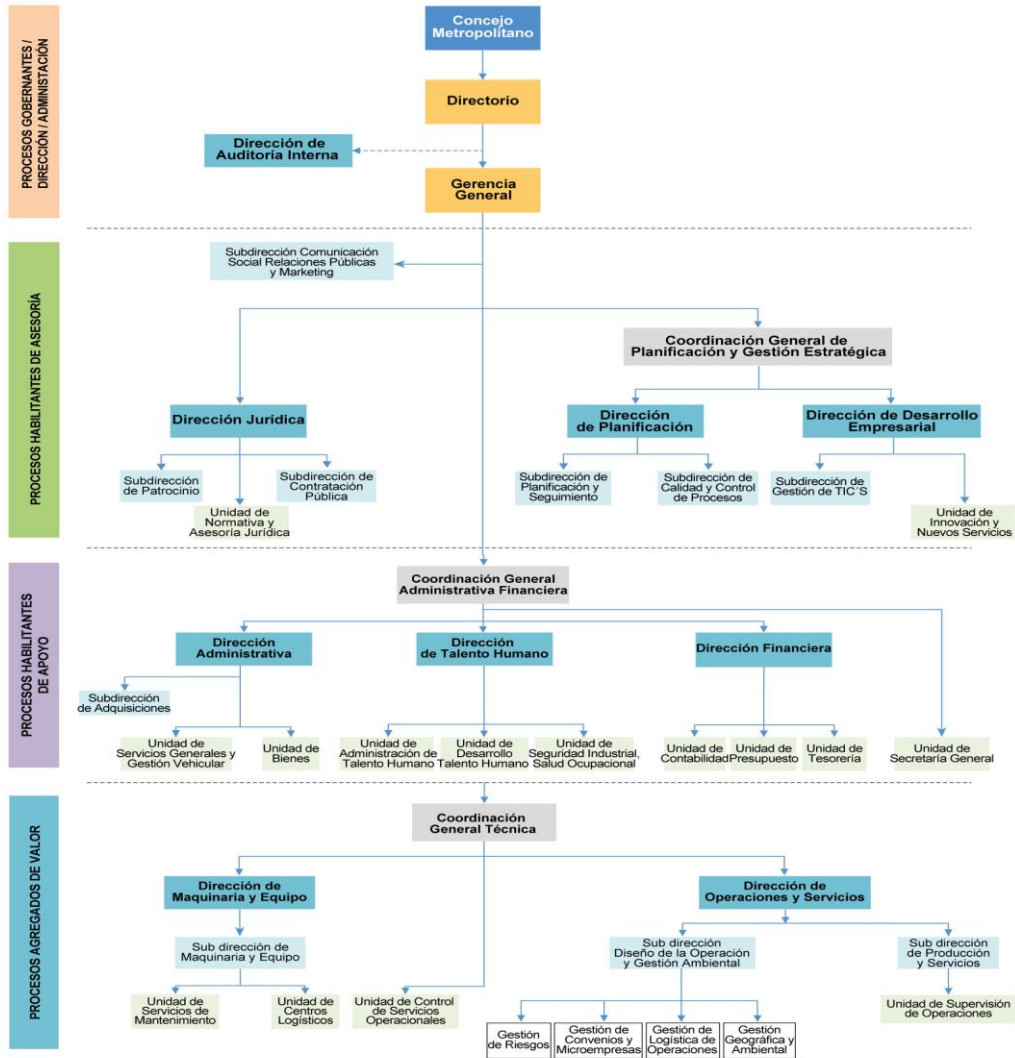 PROCESOS GOBERNANTES /
DIRECCIÓN / ADMINISTACIÓN
Concejo
Metropolitano
Directorio
Dirección de
Auditoría Interna
Gerencia
General
PROCESOS HABILITANTES DE ASESORÍA
Subdirección Comunicación
Social Relaciones Públicas
y Marketing
Coordinación General de
Planificación y Gestión Estratégica
Dirección Jurídica
Dirección
de Planificación
Dirección de Desarrollo
Empresarial
Subdirección
de Patrocinio
Subdirección
de Contratación
Pública
Unidad de
Normativa y
Asesoría Jurídica
Subdirección de
Planificación y
Seguimiento
Subdirección de
Calidad y Control
de Procesos
Subdirección de
Gestión de TIC´S
Unidad de
Innovación y
Nuevos Servicios
PROCESOS HABILITANTES
DE APOYO
Coordinación General
Administrativa Financiera
Dirección
Administrativa
Dirección
de Talento Humano
Dirección Financiera
Subdirección
de Adquisiciones
Unidad de
Servicios Generales y
Gestión Vehicular
Unidad de
Bienes
Unidad de
Administración de
Talento Humano
Unidad de
Desarrollo
Talento Humano
Unidad de
Seguridad Industrial,
Salud Ocupacional
Unidad de
Contabilidad
Unidad de
Presupuesto
Unidad de
Tesorería
Unidad de
Secretaría General
PROCESOS AGREGADOS DE VALOR
Coordinación
General Técnica
Dirección de
Maquinaria y Equipo
Dirección de
Operaciones y Servicios
Sub dirección de
Maquinaria y Equipo
Sub dirección
Diseño de la Operación
y Gestión Ambiental
Sub dirección
de Producción
y Servicios
Unidad de
Servicios de
Mantenimiento
Unidad de
Centros
Logísticos
Unidad de Control
de Servicios
Operacionales
Unidad de Supervisión
de Operaciones
Gestión
de Riesgos
Gestión de
Convenios y
Microempresas
Gestión de
Logística de
Operaciones
Gestión
Geográfica y
Ambiental